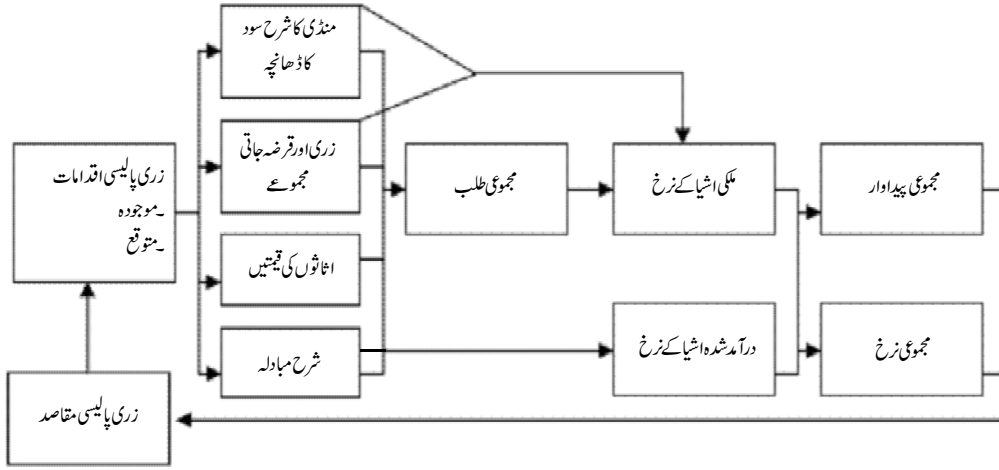 منڈی کا شرح سود
کا ڈھانچہ
زری اور قرضہ جاتی
مجموعے
زری پالیسی اقدامات
۔موجودہ
۔متوقع
مجموعی طلب
ملکی اشیا کے نرخ
مجموعی پیداوار
اثاثوں کی قیمتیں
شرح مبادلہ
درآمد شدہ اشیا کے نرخ
مجموعی نرخ
زری پالیسی مقاصد